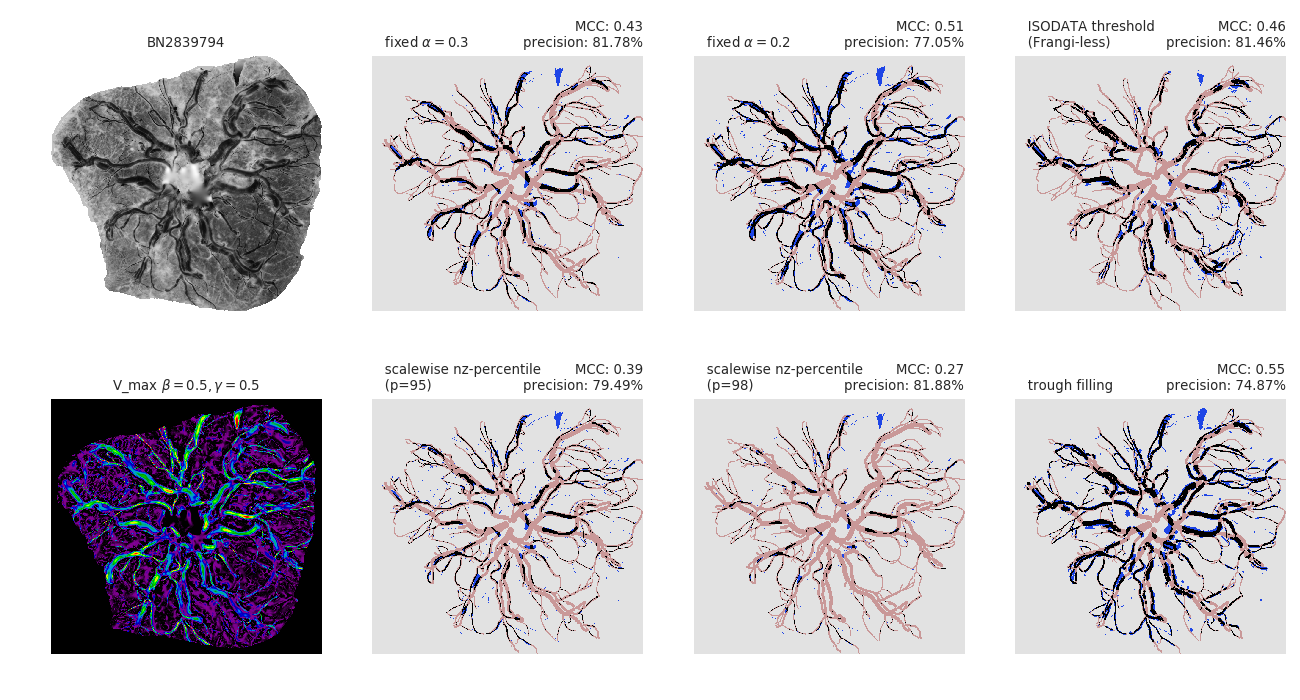 BN2839794
fixed α = 0.3
MCC: 0.43
precision: 81.78%
fixed α = 0.2
MCC: 0.51
precision: 77.05%
ISODATA threshold
(Frangi-less)
MCC: 0.46
precision: 81.46%
V_max β = 0.5, γ = 0.5
scalewise nz-percentile
(p=95)
MCC: 0.39
precision: 79.49%
scalewise nz-percentile
(p=98)
MCC: 0.27
precision: 81.88%
trough filling
MCC: 0.55
precision: 74.87%